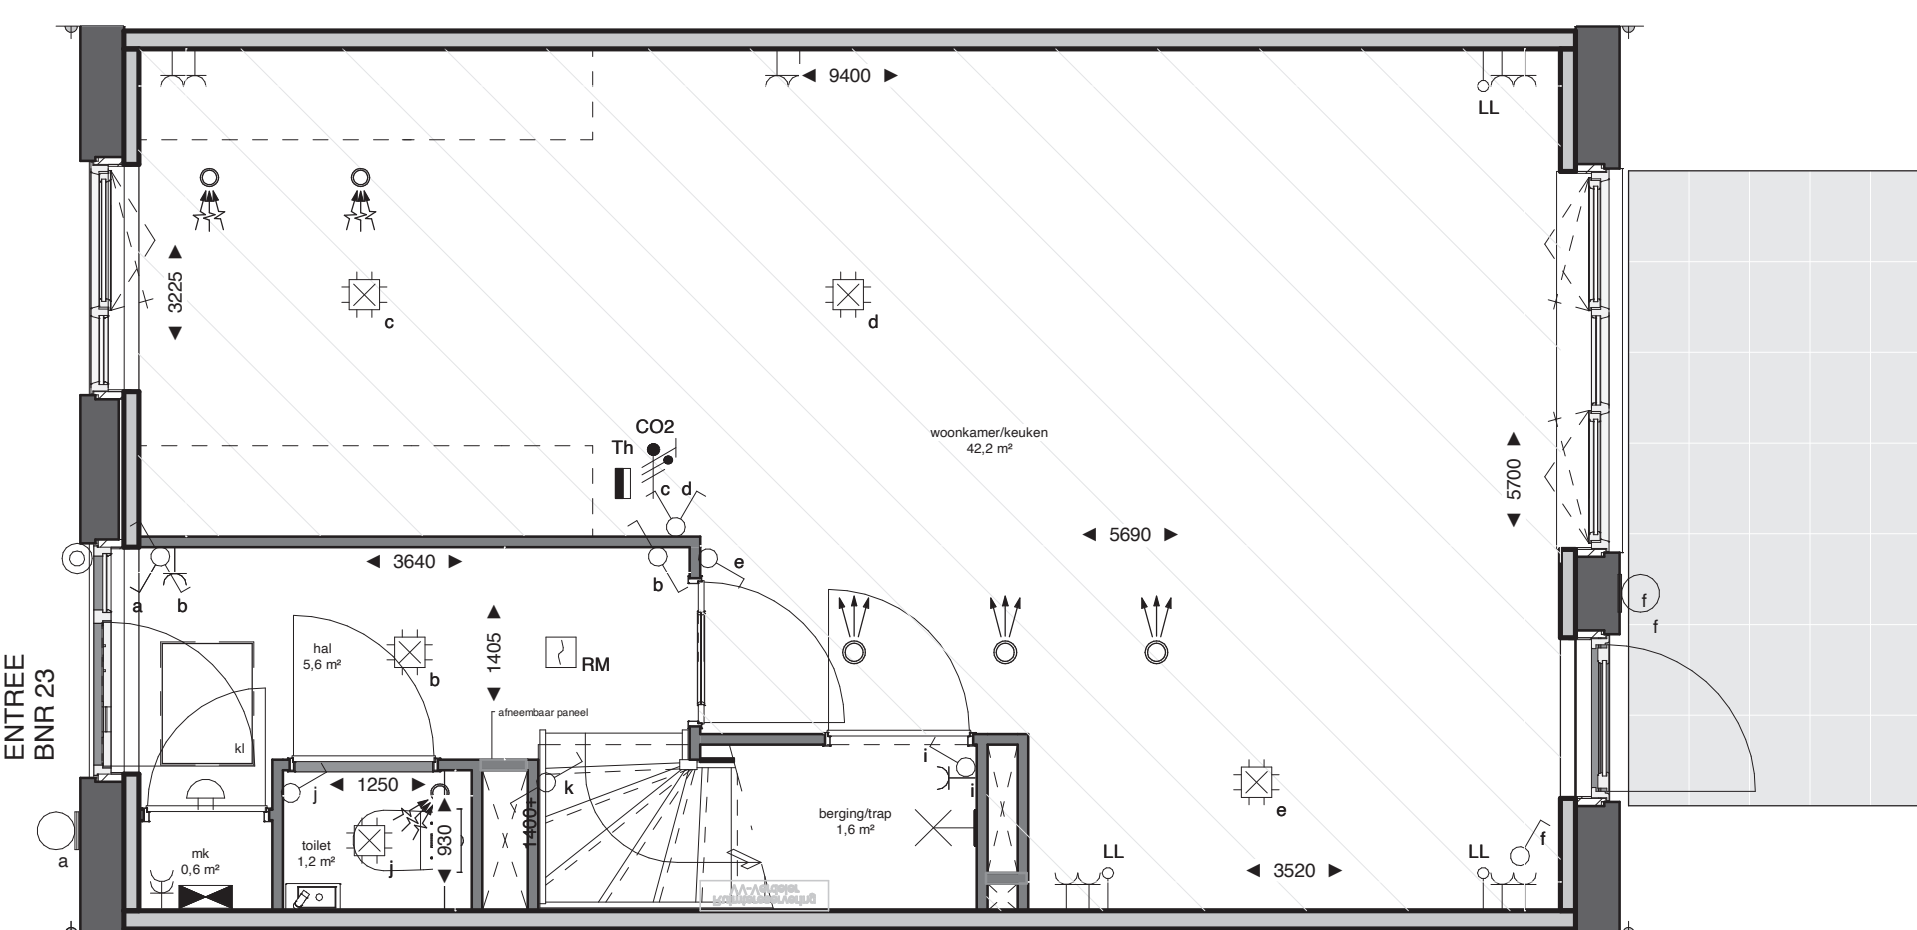 9400
LL
3225
c
d
CO2
Th
c d
woonkamer/keuken
42,2 m²
5700
5690
3640
e
b
a
b
f
f
ENTREE
BNR 23
hal
5,6 m²
b
1405
RM
afneembaar paneel
kl
1250
j
k
i
i
e
1400+
930
toilet
1,2 m²
j
mk
0,6 m²
a
berging/trap
1,6 m²
LL
3520
LL
f